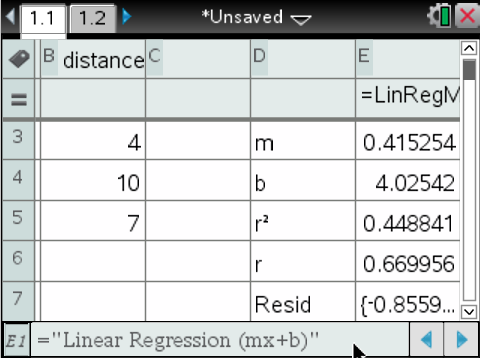 1.1 1.2 *Unsaved
B distance C D E
= =LinRegM
3 4 m 0.415254
4 10 b 4.02542
5 7 r² 0.448841
6 r 0.669956
7 Resid {-0.8559...
E1 ="Linear Regression (mx+b)"